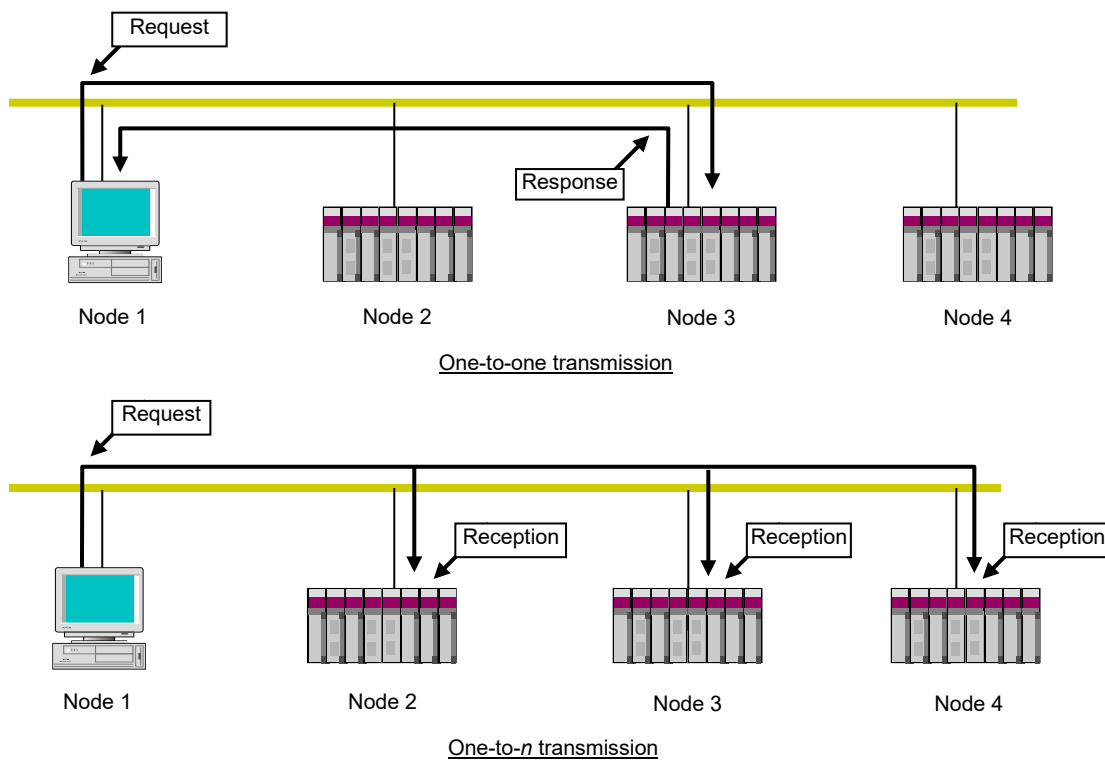 Request
Response
Node 1
Node 2
Node 3
Node 4
One-to-one transmission
Request
Reception
Reception
Reception
Node 1
Node 2
Node 3
Node 4
One-to-n transmission